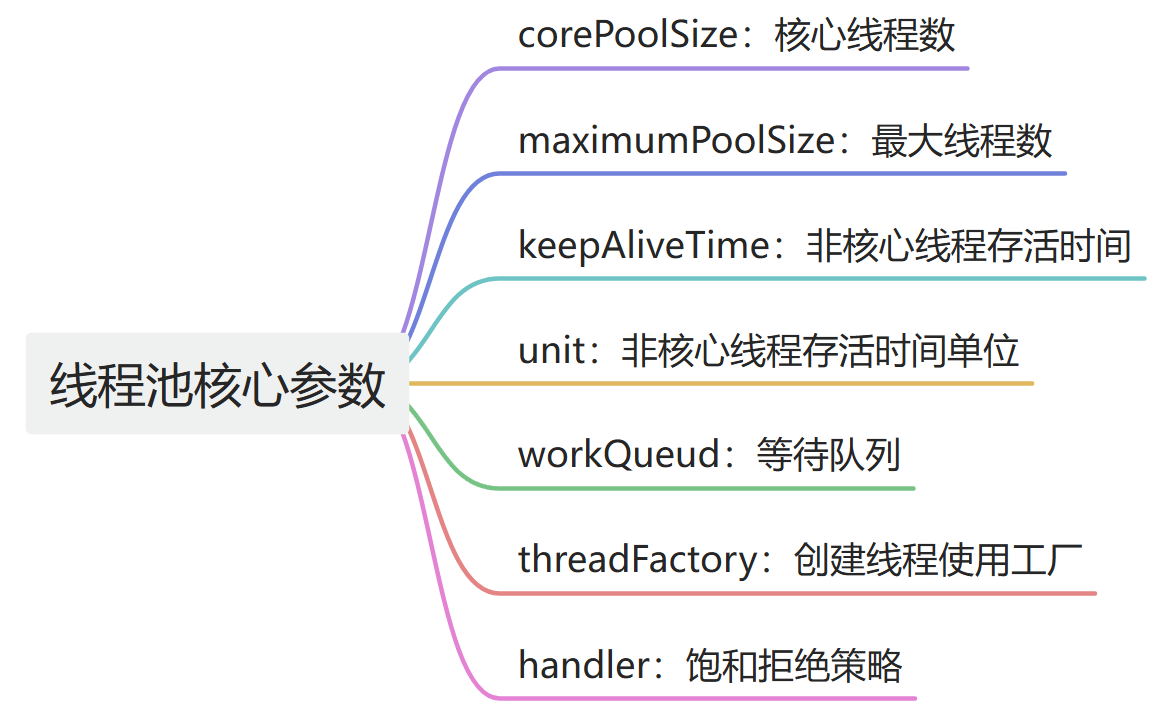 corePoolSize：核心线程数
maximumPoolSize：最大线程数
keepAliveTime：非核心线程存活时间
unit：非核心线程存活时间单位
线程池核心参数
workQueud：等待队列
threadFactory：创建线程使用工厂
handler：饱和拒绝策略